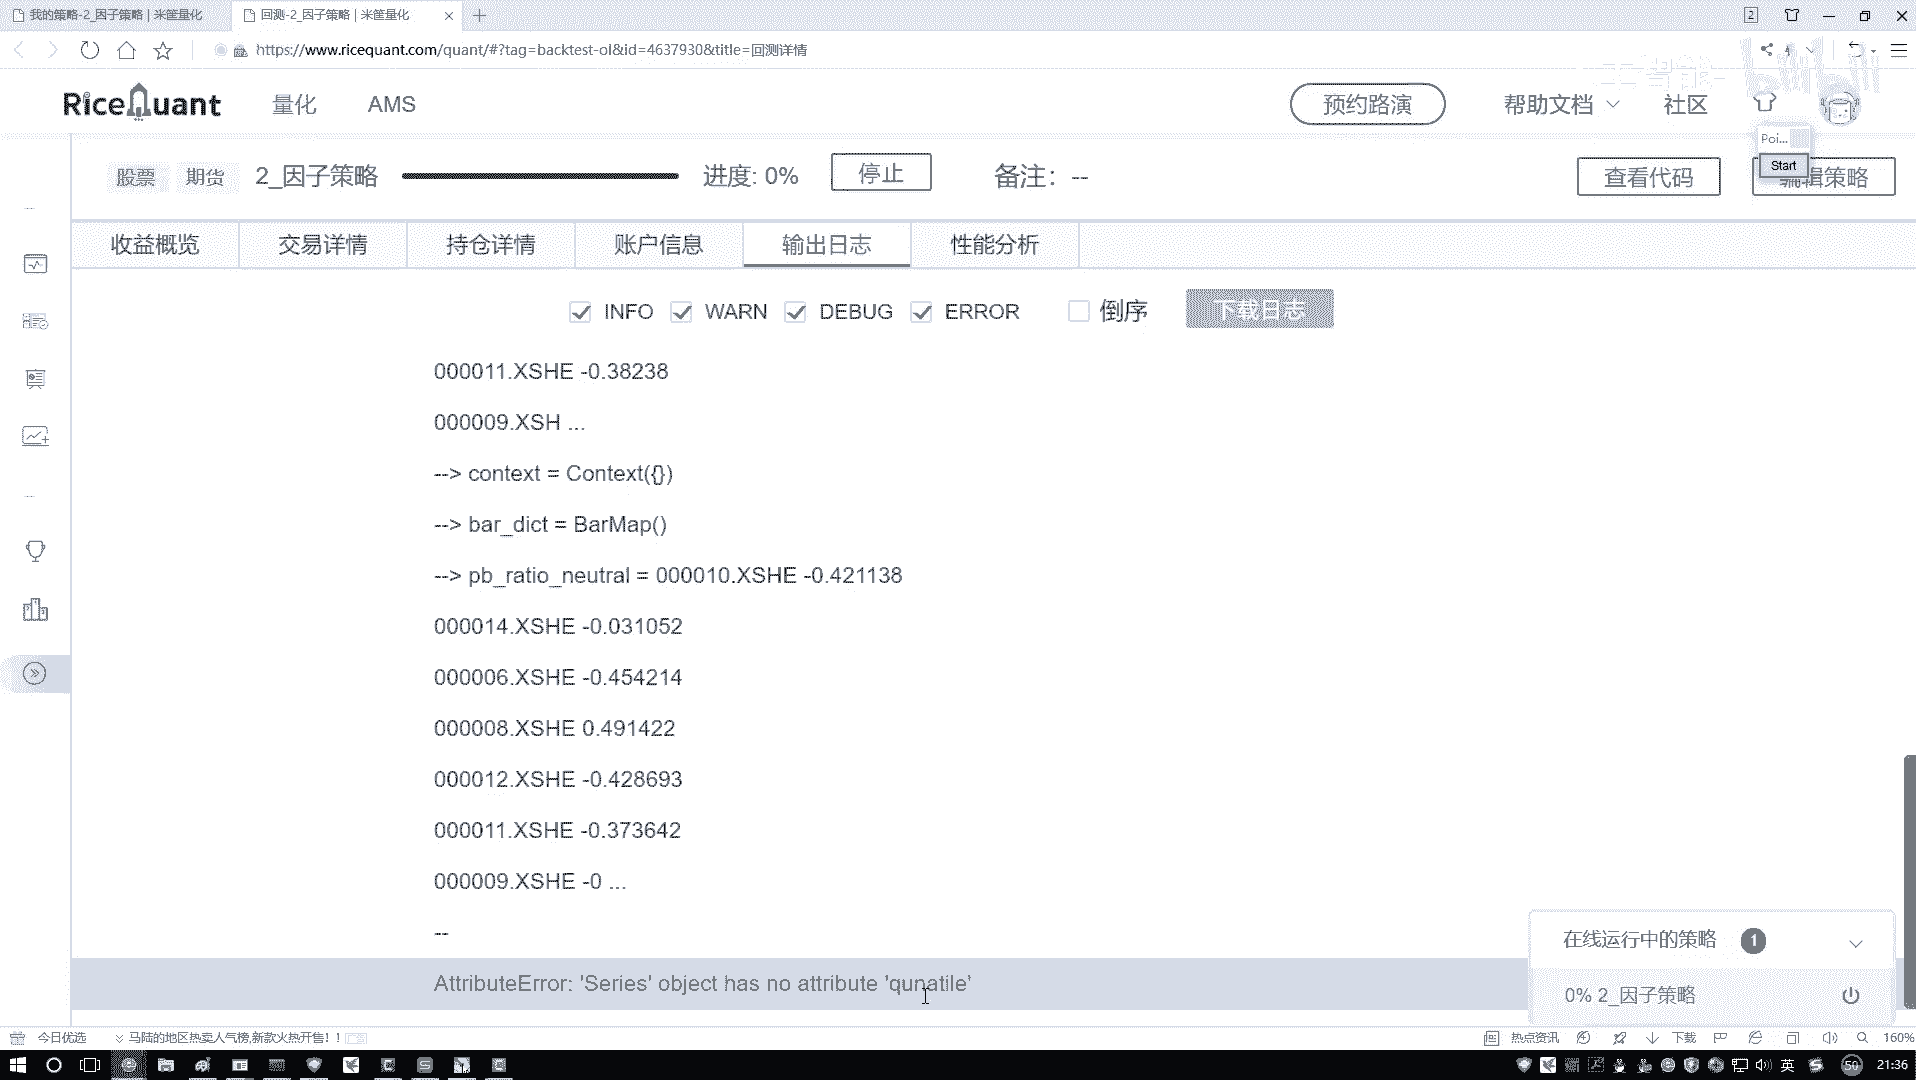 我的策略-2_因子策略 | 米筐量化
回测-2_因子策略 | 米筐量化
2
https://www.ricequant.com/quant/#?tag=backtest-ol&id=4637930&title=回测详情
RiceQuant
量化
AMS
预约路演
帮助文档
社区
Poi...
Start
股票
期货
2_因子策略
进度: 0%
停止
备注: --
查看代码
编辑策略
收益概览
交易详情
持仓详情
账户信息
输出日志
性能分析
INFO
WARN
DEBUG
ERROR
倒序
下载日志
000011.XSHE -0.38238
000009.XSH ...
--> context = Context({})
--> bar_dict = BarMap()
--> pb_ratio_neutral = 000010.XSHE -0.421138
000014.XSHE -0.031052
000006.XSHE -0.454214
000008.XSHE 0.491422
000012.XSHE -0.428693
000011.XSHE -0.373642
000009.XSHE -0 ...
--
AttributeError: 'Series' object has no attribute 'qunatile'
在线运行中的策略 1
0% 2_因子策略
今日优选
马陆的地区热卖人气榜,新款火热开售!!
热点资讯
下载
160%
英
50
21:36